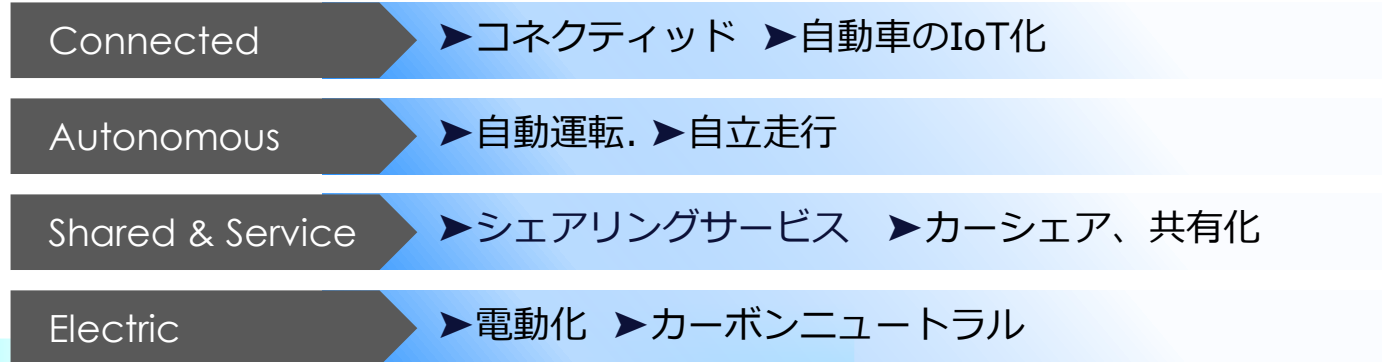 Connected ➤コネクティッド ➤自動車のIoT化
Autonomous ➤自動運転. ➤自立走行
Shared & Service ➤シェアリングサービス ➤カーシェア、共有化
Electric ➤電動化 ➤カーボンニュートラル